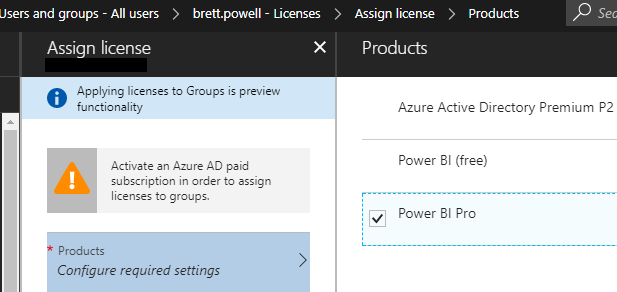 Users and groups - All users > brett.powell - Licenses > Assign license > Products
Assign license
Products
Applying licenses to Groups is preview
functionality
Activate an Azure AD paid
subscription in order to assign
licenses to groups.
* Products
Configure required settings
Azure Active Directory Premium P2
Power BI (free)
Power BI Pro